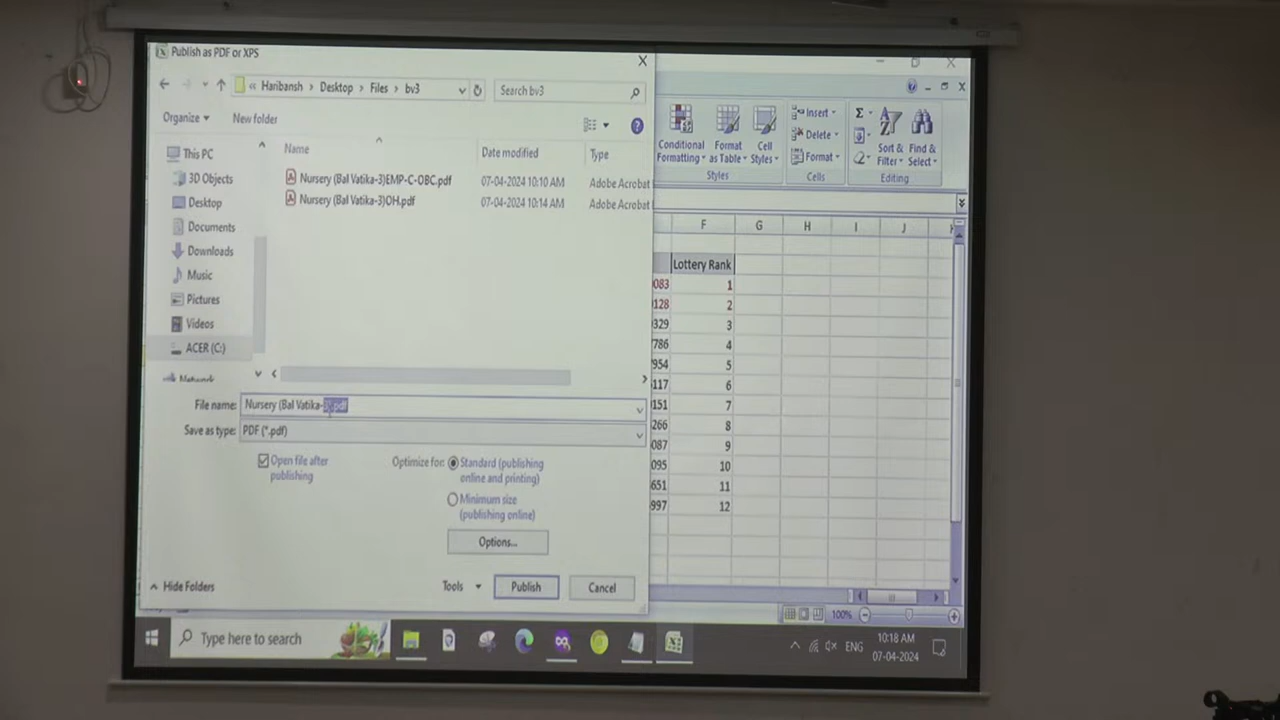 Publish as PDF or XPS
« Haribansh > Desktop > Files > bv3
Search bv3
Organize
New folder
This PC
3D Objects
Desktop
Documents
Downloads
Music
Pictures
Videos
ACER (C:)
Network
Name
Date modified
Type
Nursery (Bal Vatika-3)EMP-C-OBC.pdf
07-04-2024 10:10 AM
Adobe Acrobat
Nursery (Bal Vatika-3)OH.pdf
07-04-2024 10:14 AM
Adobe Acrobat
File name:
Nursery (Bal Vatika-3).pdf
Save as type:
PDF (*.pdf)
Open file after
publishing
Optimize for:
Standard (publishing
online and printing)
Minimum size
(publishing online)
Options...
Hide Folders
Tools
Publish
Cancel
Conditional
Formatting
Format
as Table
Cell
Styles
Styles
Insert
Delete
Format
Cells
Σ
Sort &
Filter
Find &
Select
Editing
F
G
H
I
J
Lottery Rank
083 1
128 2
329 3
786 4
954 5
117 6
151 7
266 8
087 9
095 10
651 11
997 12
100%
Type here to search
ENG
10:18 AM
07-04-2024